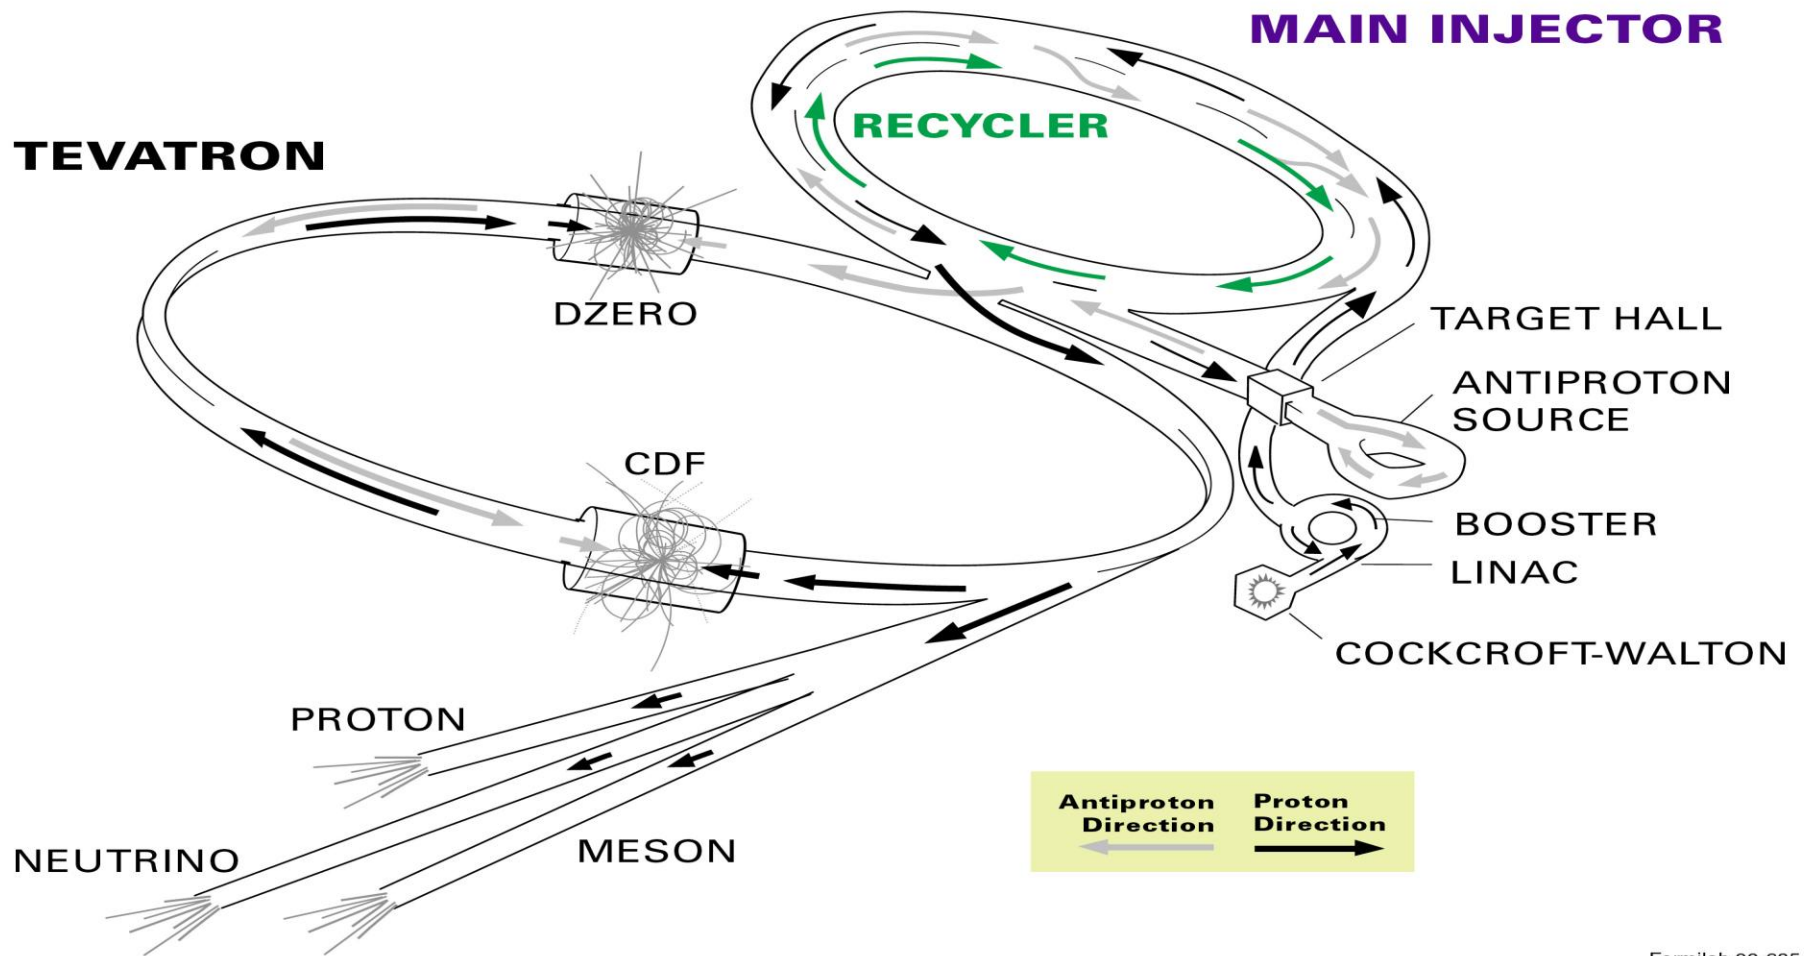 MAIN INJECTOR
RECYCLER
TEVATRON
DZERO
TARGET HALL
ANTIPROTON
SOURCE
CDF
BOOSTER
LINAC
COCKCROFT-WALTON
PROTON
NEUTRINO
MESON
Antiproton
Direction
Proton
Direction